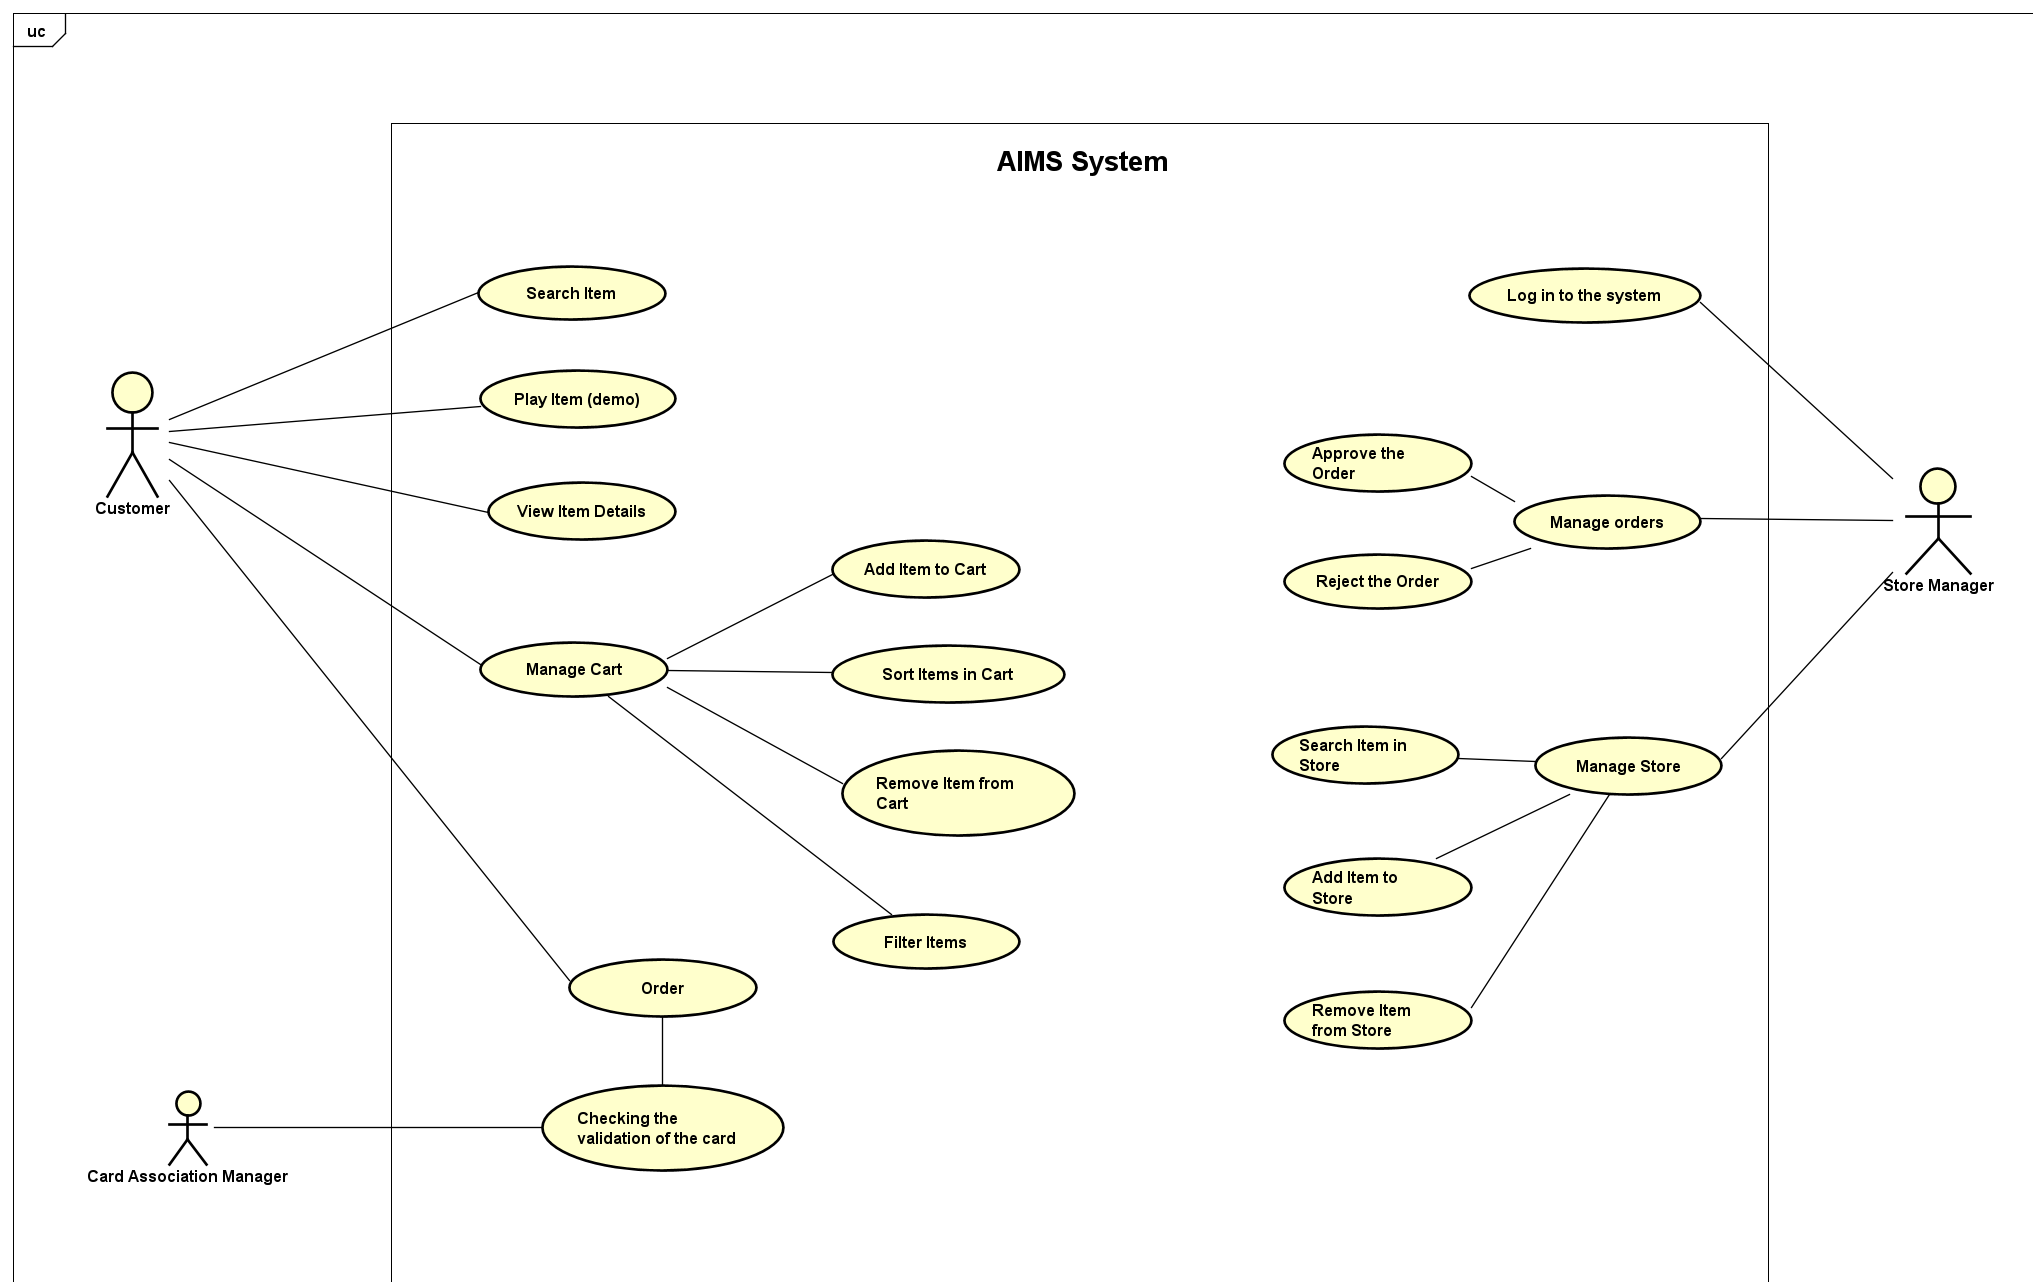 uc
AIMS System
Search Item
Log in to the system
Play Item (demo)
Customer
View Item Details
Approve the
Order
Manage orders
Reject the Order
Store Manager
Add Item to Cart
Manage Cart
Sort Items in Cart
Remove Item from
Cart
Filter Items
Search Item in
Store
Manage Store
Add Item to
Store
Remove Item
from Store
Order
Checking the
validation of the card
Card Association Manager